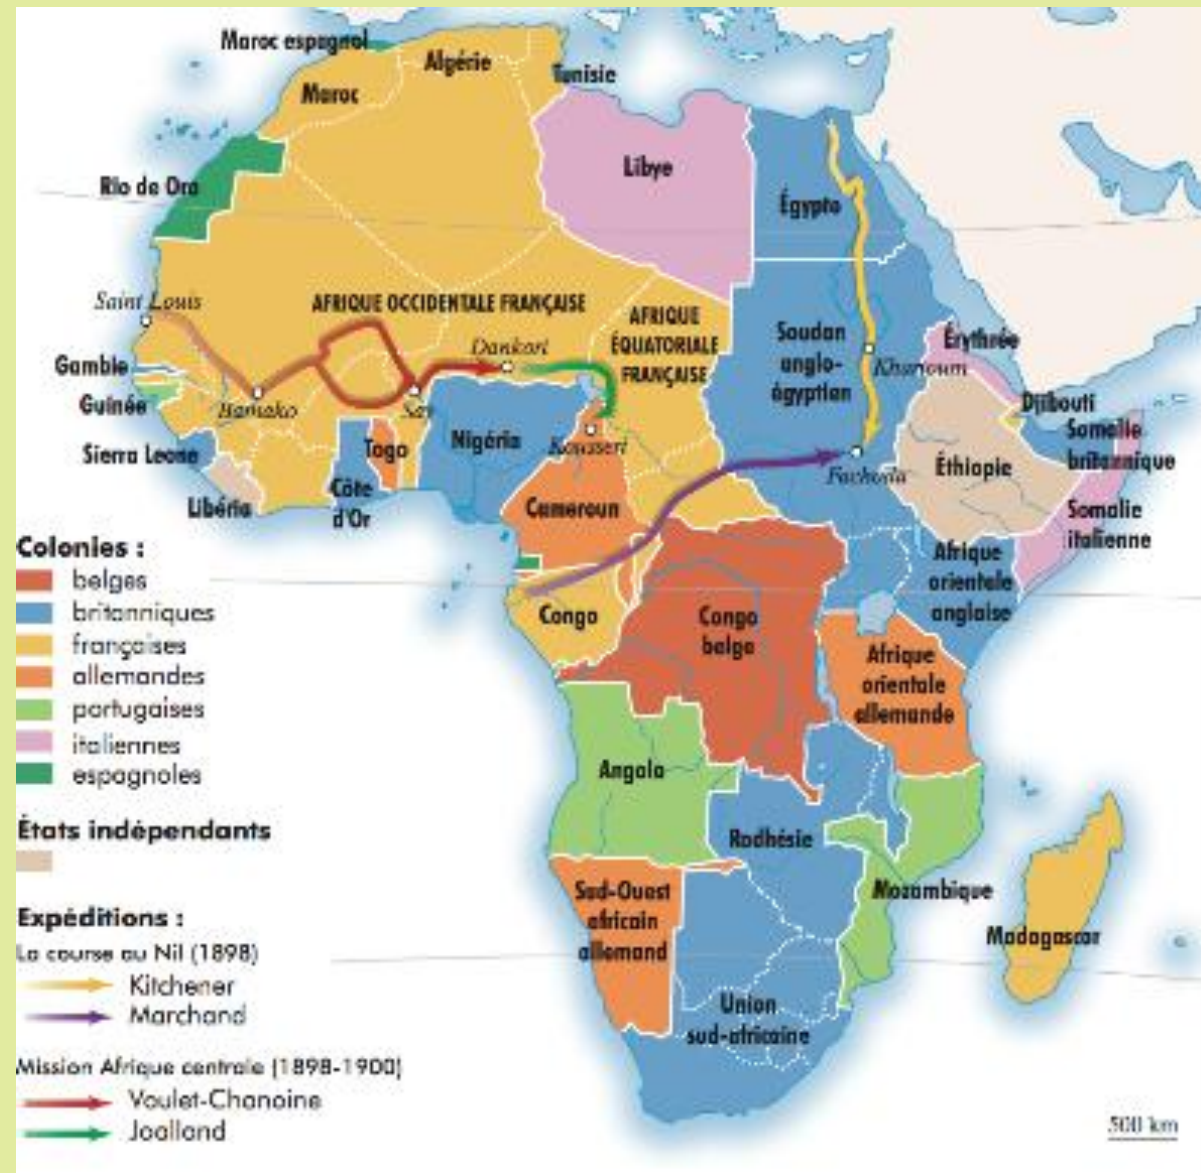 Maroc espagnol
Algérie
Tunisie
Maroc
Libye
Rio de Oro
Égypte
Saint Louis
AFRIQUE OCCIDENTALE FRANÇAISE
AFRIQUE
ÉQUATORIALE
FRANÇAISE
Dankori
Soudan
anglo-
égyptien
Érythrée
Khartoum
Gambie
Guinée
Bamako
Say
Djibouti
Sierra Leone
Togo
Nigéria
Kousseri
Somalie
britannique
Éthiopie
Fachoda
Libéria
Côte
d'Or
Cameroun
Somalie
italienne
Colonies :
belges
britanniques
françaises
allemandes
portugaises
italiennes
espagnoles
Afrique
orientale
anglaise
Congo
Congo
belge
Afrique
orientale
allemande
Angola
États indépendants
Rodhésie
Mozambique
Sud-Ouest
africain
allemand
Madagascar
Expéditions :
La course au Nil (1898)
Kitchener
Marchand
Union
sud-africaine
Mission Afrique centrale (1898-1900)
Voulet-Chanoine
Joalland
500 km